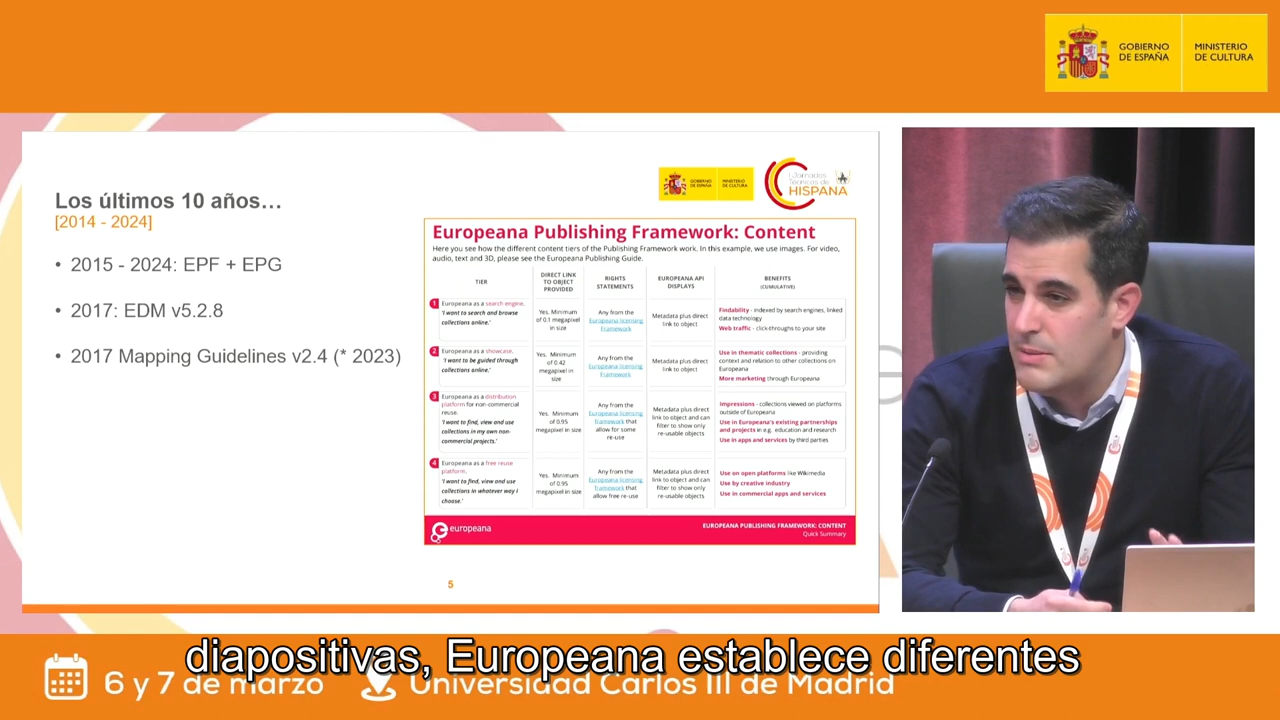 GOBIERNO
DE ESPAÑA
MINISTERIO
DE CULTURA
GOBIERNO
DE ESPAÑA
MINISTERIO
DE CULTURA
I Jornadas
Técnicas de
HISPANA
Los últimos 10 años…
[2014 - 2024]
• 2015 - 2024: EPF + EPG
• 2017: EDM v5.2.8
• 2017 Mapping Guidelines v2.4 (* 2023)
Europeana Publishing Framework: Content
Here you see how the different content tiers of the Publishing Framework work. In this example, we use images. For video,
audio, text and 3D, please see the Europeana Publishing Guide.
TIER
DIRECT LINK
TO OBJECT
PROVIDED
RIGHTS
STATEMENTS
EUROPEANA API
DISPLAYS
BENEFITS
(CUMULATIVE)
1
Europeana as a search engine.
'I want to search and browse
collections online.'
Yes. Minimum
of 0.1 megapixel
in size
Any from the
Europeana licensing
Framework
Metadata plus direct
link to object
Findability - indexed by search engines, linked
data technology
Web traffic - click-throughs to your site
2
Europeana as a showcase.
'I want to be guided through
collections online.'
Yes. Minimum
of 0.42
megapixel in
size
Any from the
Europeana licensing
Framework
Metadata plus direct
link to object
Use in thematic collections - providing
context and relation to other collections on
Europeana
More marketing through Europeana
3
Europeana as a distribution
platform for non-commercial
reuse.
'I want to find, view and use
collections in my own non-
commercial projects.'
Yes. Minimum
of 0.95
megapixel in size
Any from the
Europeana licensing
framework that
allow for some
re-use
Metadata plus direct
link to object and can
filter to show only
re-usable objects
Impressions - collections viewed on platforms
outside of Europeana
Use in Europeana's existing partnerships
and projects in e.g. education and research
Use in apps and services by third parties
4
Europeana as a free reuse
platform.
'I want to find, view and use
collections in whatever way I
choose.'
Yes. Minimum
of 0.95
megapixel in size
Any from the
Europeana licensing
framework that
allow free re-use
Metadata plus direct
link to object and can
filter to show only
re-usable objects
Use on open platforms like Wikimedia
Use by creative industry
Use in commercial apps and services
europeana
EUROPEANA PUBLISHING FRAMEWORK: CONTENT
Quick Summary
5
diapositivas, Europeana establece diferentes
6 y 7 de marzo
Universidad Carlos III de Madrid